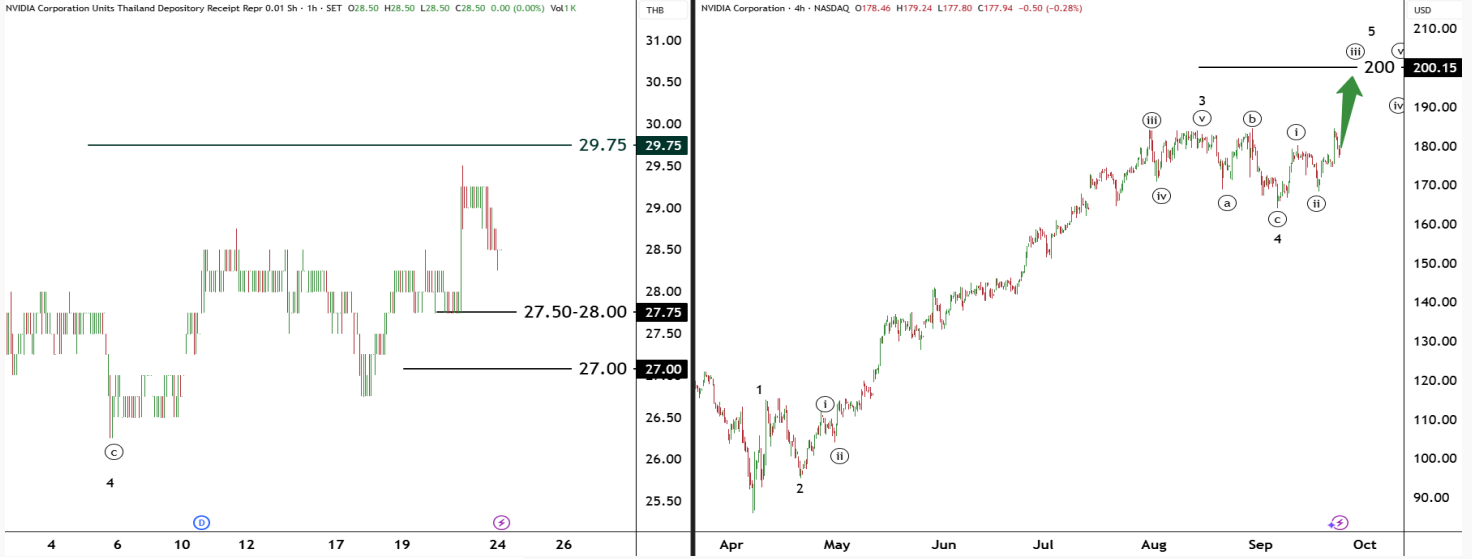 NVIDIA Corporation Units Thailand Depository Receipt Repr 0.01 Sh · 1h · SET O28.50 H28.50 L28.50 C28.50 0.00 (0.00%) Vol1 K
THB
31.00
30.50
30.00
29.75
29.75
29.50
29.00
28.50
28.00
27.50-28.00
27.75
27.50
27.00
27.00
26.50
26.00
25.50
c
4
D
4
6
10
12
17
19
24
26
NVIDIA Corporation · 4h · NASDAQ O178.46 H179.24 L177.80 C177.94 -0.50 (-0.28%)
USD
210.00
5
iii
v
200
200.15
190.00
iv
3
iii
v
b
i
180.00
170.00
iv
a
ii
c
4
160.00
150.00
140.00
130.00
120.00
1
i
110.00
ii
100.00
2
90.00
Apr
May
Jun
Jul
Aug
Sep
Oct